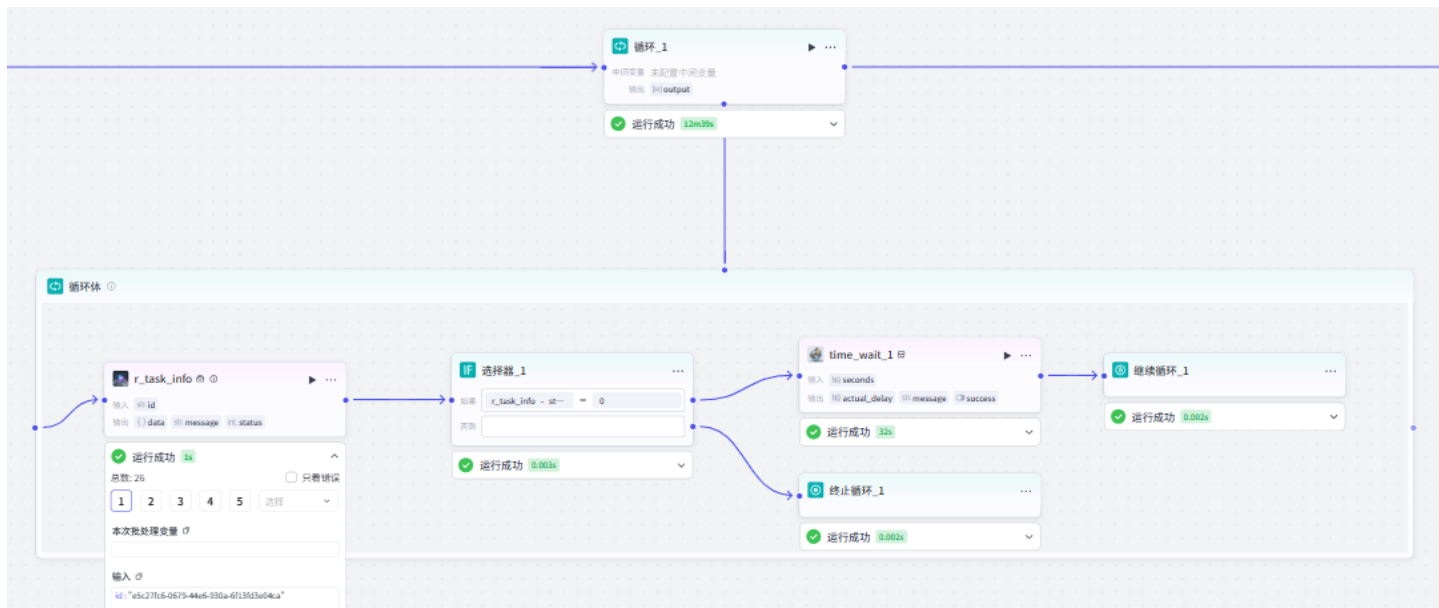 循环_1
中间变量 未配置中间变量
输出 output
运行成功 12m39s
循环体
r_task_info
输入 str. id
输出 {} data str. message int. status
运行成功 1s
总数: 26 只看错误
1 2 3 4 5 选择
本次批处理变量
输入
id : "e5c27fc6-0679-44e6-930a-6f13fd3e04ca"
IF 选择器_1
如果 r_task_info - st··· = 0
否则
运行成功 0.003s
time_wait_1
输入 seconds
输出 actual_delay str. message success
运行成功 32s
终止循环_1
运行成功 0.002s
继续循环_1
运行成功 0.002s